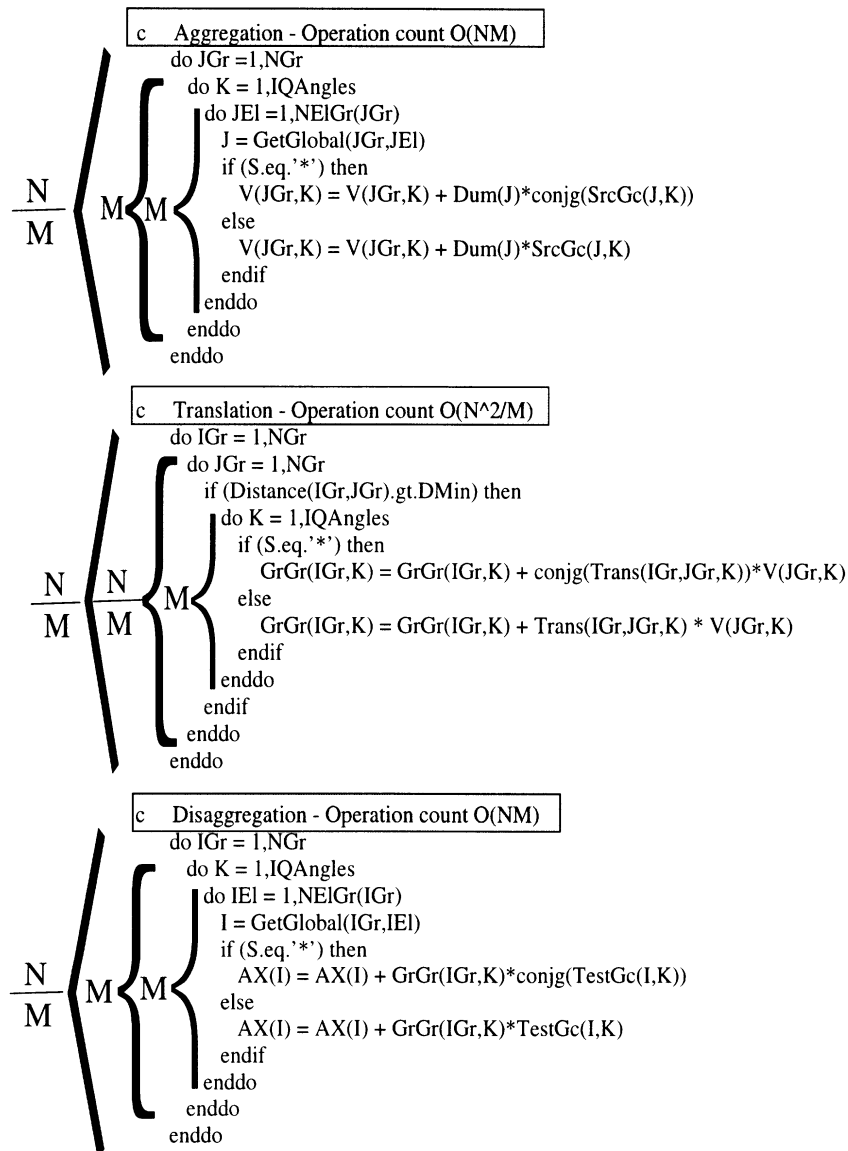 c Aggregation - Operation count O(NM)
do JGr =1,NGr
do K = 1,IQAngles
do JEl =1,NElGr(JGr)
J = GetGlobal(JGr,JEl)
if (S.eq.'*') then
V(JGr,K) = V(JGr,K) + Dum(J)*conjg(SrcGc(J,K))
else
V(JGr,K) = V(JGr,K) + Dum(J)*SrcGc(J,K)
endif
enddo
enddo
enddo
N
M
M
M
c Translation - Operation count O(N^2/M)
do IGr = 1,NGr
do JGr = 1,NGr
if (Distance(IGr,JGr).gt.DMin) then
do K = 1,IQAngles
if (S.eq.'*') then
GrGr(IGr,K) = GrGr(IGr,K) + conjg(Trans(IGr,JGr,K))*V(JGr,K)
else
GrGr(IGr,K) = GrGr(IGr,K) + Trans(IGr,JGr,K) * V(JGr,K)
endif
enddo
endif
enddo
enddo
N
M
N
M
M
c Disaggregation - Operation count O(NM)
do IGr = 1,NGr
do K = 1,IQAngles
do IEl = 1,NElGr(IGr)
I = GetGlobal(IGr,IEl)
if (S.eq.'*') then
AX(I) = AX(I) + GrGr(IGr,K)*conjg(TestGc(I,K))
else
AX(I) = AX(I) + GrGr(IGr,K)*TestGc(I,K)
endif
enddo
enddo
enddo
N
M
M
M